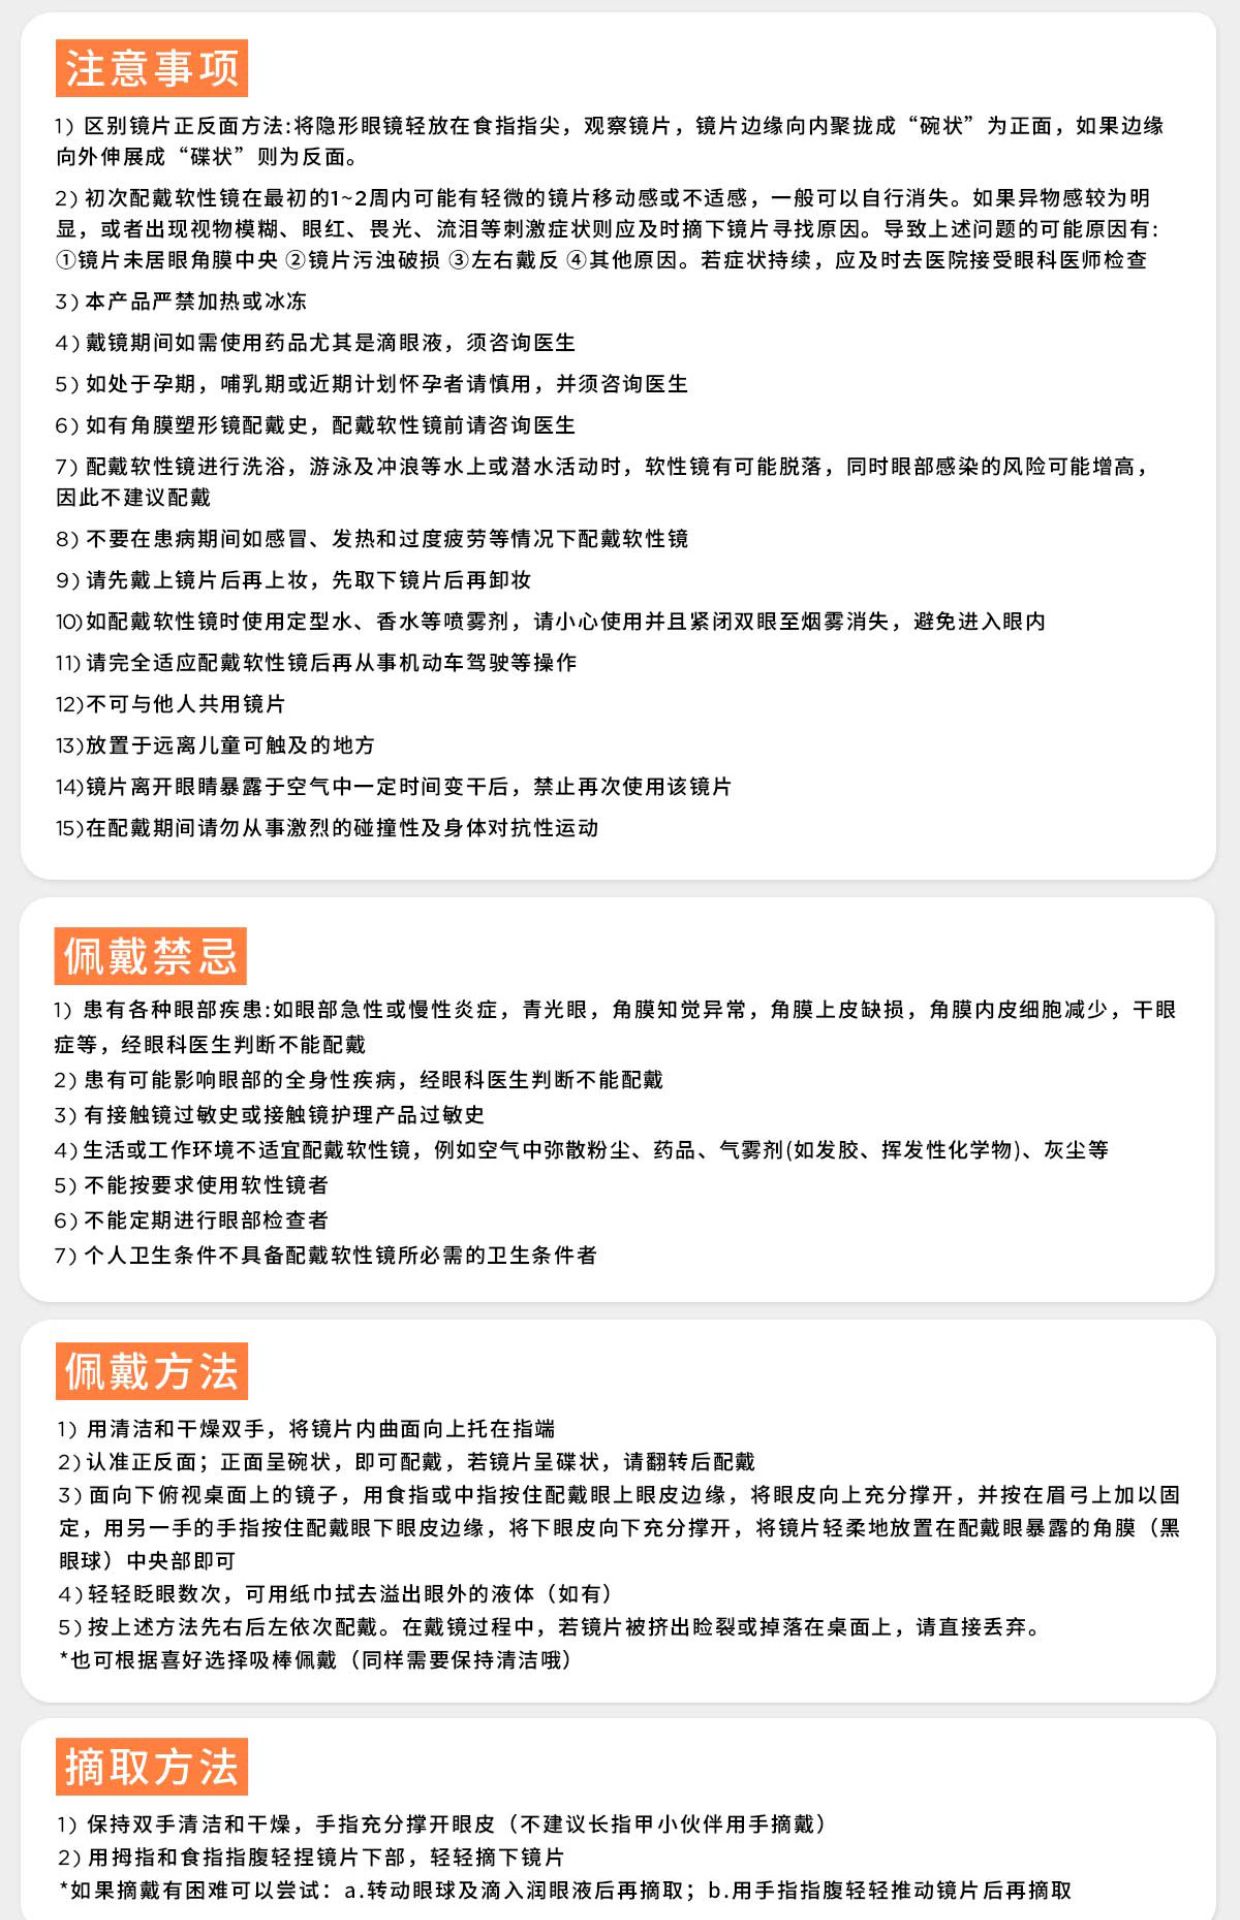 注意事项
1) 区别镜片正反面方法:将隐形眼镜轻放在食指指尖，观察镜片，镜片边缘向内聚拢成“碗状”为正面，如果边缘
向外伸展成“碟状”则为反面。
2) 初次配戴软性镜在最初的1~2周内可能有轻微的镜片移动感或不适感，一般可以自行消失。如果异物感较为明
显，或者出现视物模糊、眼红、畏光、流泪等刺激症状则应及时摘下镜片寻找原因。导致上述问题的可能原因有:
①镜片未居眼角膜中央 ②镜片污浊破损 ③左右戴反 ④其他原因。若症状持续，应及时去医院接受眼科医师检查
3) 本产品严禁加热或冰冻
4) 戴镜期间如需使用药品尤其是滴眼液，须咨询医生
5) 如处于孕期，哺乳期或近期计划怀孕者请慎用，并须咨询医生
6) 如有角膜塑形镜配戴史，配戴软性镜前请咨询医生
7) 配戴软性镜进行洗浴，游泳及冲浪等水上或潜水活动时，软性镜有可能脱落，同时眼部感染的风险可能增高，
因此不建议配戴
8) 不要在患病期间如感冒、发热和过度疲劳等情况下配戴软性镜
9) 请先戴上镜片后再上妆，先取下镜片后再卸妆
10)如配戴软性镜时使用定型水、香水等喷雾剂，请小心使用并且紧闭双眼至烟雾消失，避免进入眼内
11) 请完全适应配戴软性镜后再从事机动车驾驶等操作
12)不可与他人共用镜片
13)放置于远离儿童可触及的地方
14)镜片离开眼睛暴露于空气中一定时间变干后，禁止再次使用该镜片
15)在配戴期间请勿从事激烈的碰撞性及身体对抗性运动
佩戴禁忌
1) 患有各种眼部疾患:如眼部急性或慢性炎症，青光眼，角膜知觉异常，角膜上皮缺损，角膜内皮细胞减少，干眼
症等，经眼科医生判断不能配戴
2) 患有可能影响眼部的全身性疾病，经眼科医生判断不能配戴
3) 有接触镜过敏史或接触镜护理产品过敏史
4) 生活或工作环境不适宜配戴软性镜，例如空气中弥散粉尘、药品、气雾剂(如发胶、挥发性化学物)、灰尘等
5) 不能按要求使用软性镜者
6) 不能定期进行眼部检查者
7) 个人卫生条件不具备配戴软性镜所必需的卫生条件者
佩戴方法
1) 用清洁和干燥双手，将镜片内曲面向上托在指端
2) 认准正反面；正面呈碗状，即可配戴，若镜片呈碟状，请翻转后配戴
3) 面向下俯视桌面上的镜子，用食指或中指按住配戴眼上眼皮边缘，将眼皮向上充分撑开，并按在眉弓上加以固
定，用另一手的手指按住配戴眼下眼皮边缘，将下眼皮向下充分撑开，将镜片轻柔地放置在配戴眼暴露的角膜（黑
眼球）中央部即可
4) 轻轻眨眼数次，可用纸巾拭去溢出眼外的液体（如有）
5) 按上述方法先右后左依次配戴。在戴镜过程中，若镜片被挤出睑裂或掉落在桌面上，请直接丢弃。
*也可根据喜好选择吸棒佩戴（同样需要保持清洁哦）
摘取方法
1) 保持双手清洁和干燥，手指充分撑开眼皮（不建议长指甲小伙伴用手摘戴）
2) 用拇指和食指指腹轻捏镜片下部，轻轻摘下镜片
*如果摘戴有困难可以尝试：a.转动眼球及滴入润眼液后再摘取；b.用手指指腹轻轻推动镜片后再摘取